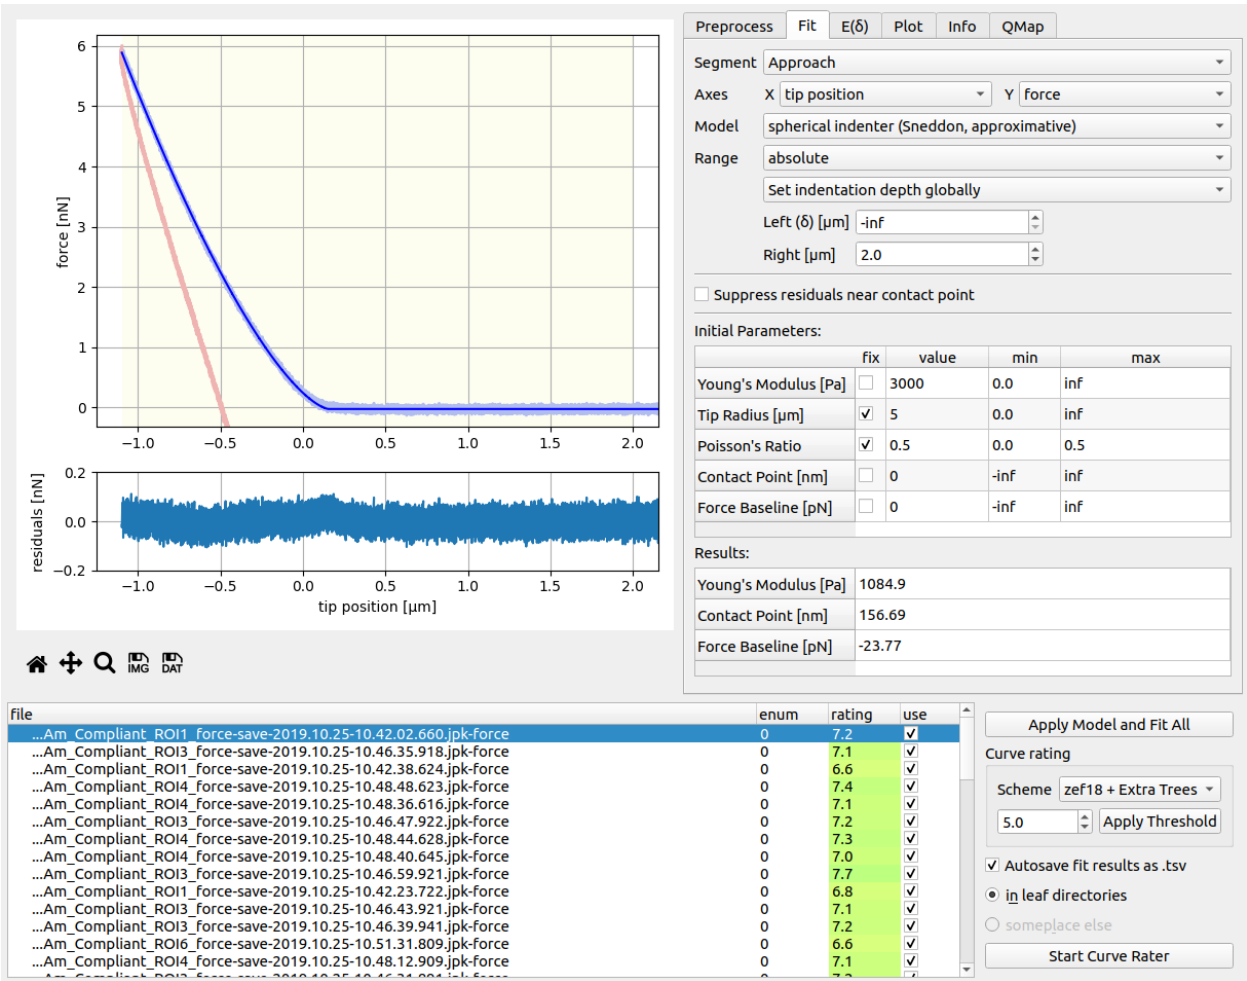 Preprocess Fit E(δ) Plot Info QMap
Segment Approach
Axes X tip position Y force
Model spherical indenter (Sneddon, approximative)
Range absolute
Set indentation depth globally
Left (δ) [µm] -inf
Right [µm] 2.0
Suppress residuals near contact point
Initial Parameters:
fix value min max
Young's Modulus [Pa] 3000 0.0 inf
Tip Radius [µm] 5 0.0 inf
Poisson's Ratio 0.5 0.0 0.5
Contact Point [nm] 0 -inf inf
Force Baseline [pN] 0 -inf inf
Results:
Young's Modulus [Pa] 1084.9
Contact Point [nm] 156.69
Force Baseline [pN] -23.77
6
5
4
3
2
1
0
force [nN]
−1.0 −0.5 0.0 0.5 1.0 1.5 2.0
0.2
0.0
−0.2
residuals [nN]
−1.0 −0.5 0.0 0.5 1.0 1.5 2.0
tip position [µm]
IMG DAT
file enum rating use
...Am_Compliant_ROI1_force-save-2019.10.25-10.42.02.660.jpk-force 0 7.2
...Am_Compliant_ROI3_force-save-2019.10.25-10.46.35.918.jpk-force 0 7.1
...Am_Compliant_ROI1_force-save-2019.10.25-10.42.38.624.jpk-force 0 6.6
...Am_Compliant_ROI4_force-save-2019.10.25-10.48.48.623.jpk-force 0 7.4
...Am_Compliant_ROI4_force-save-2019.10.25-10.48.36.616.jpk-force 0 7.1
...Am_Compliant_ROI3_force-save-2019.10.25-10.46.47.922.jpk-force 0 7.2
...Am_Compliant_ROI4_force-save-2019.10.25-10.48.44.628.jpk-force 0 7.3
...Am_Compliant_ROI4_force-save-2019.10.25-10.48.40.645.jpk-force 0 7.0
...Am_Compliant_ROI3_force-save-2019.10.25-10.46.59.921.jpk-force 0 7.7
...Am_Compliant_ROI1_force-save-2019.10.25-10.42.23.722.jpk-force 0 6.8
...Am_Compliant_ROI3_force-save-2019.10.25-10.46.43.921.jpk-force 0 7.1
...Am_Compliant_ROI3_force-save-2019.10.25-10.46.39.941.jpk-force 0 7.2
...Am_Compliant_ROI6_force-save-2019.10.25-10.51.31.809.jpk-force 0 6.6
...Am_Compliant_ROI4_force-save-2019.10.25-10.48.12.909.jpk-force 0 7.1
Apply Model and Fit All
Curve rating
Scheme zef18 + Extra Trees
5.0 Apply Threshold
Autosave fit results as .tsv
in leaf directories
someplace else
Start Curve Rater